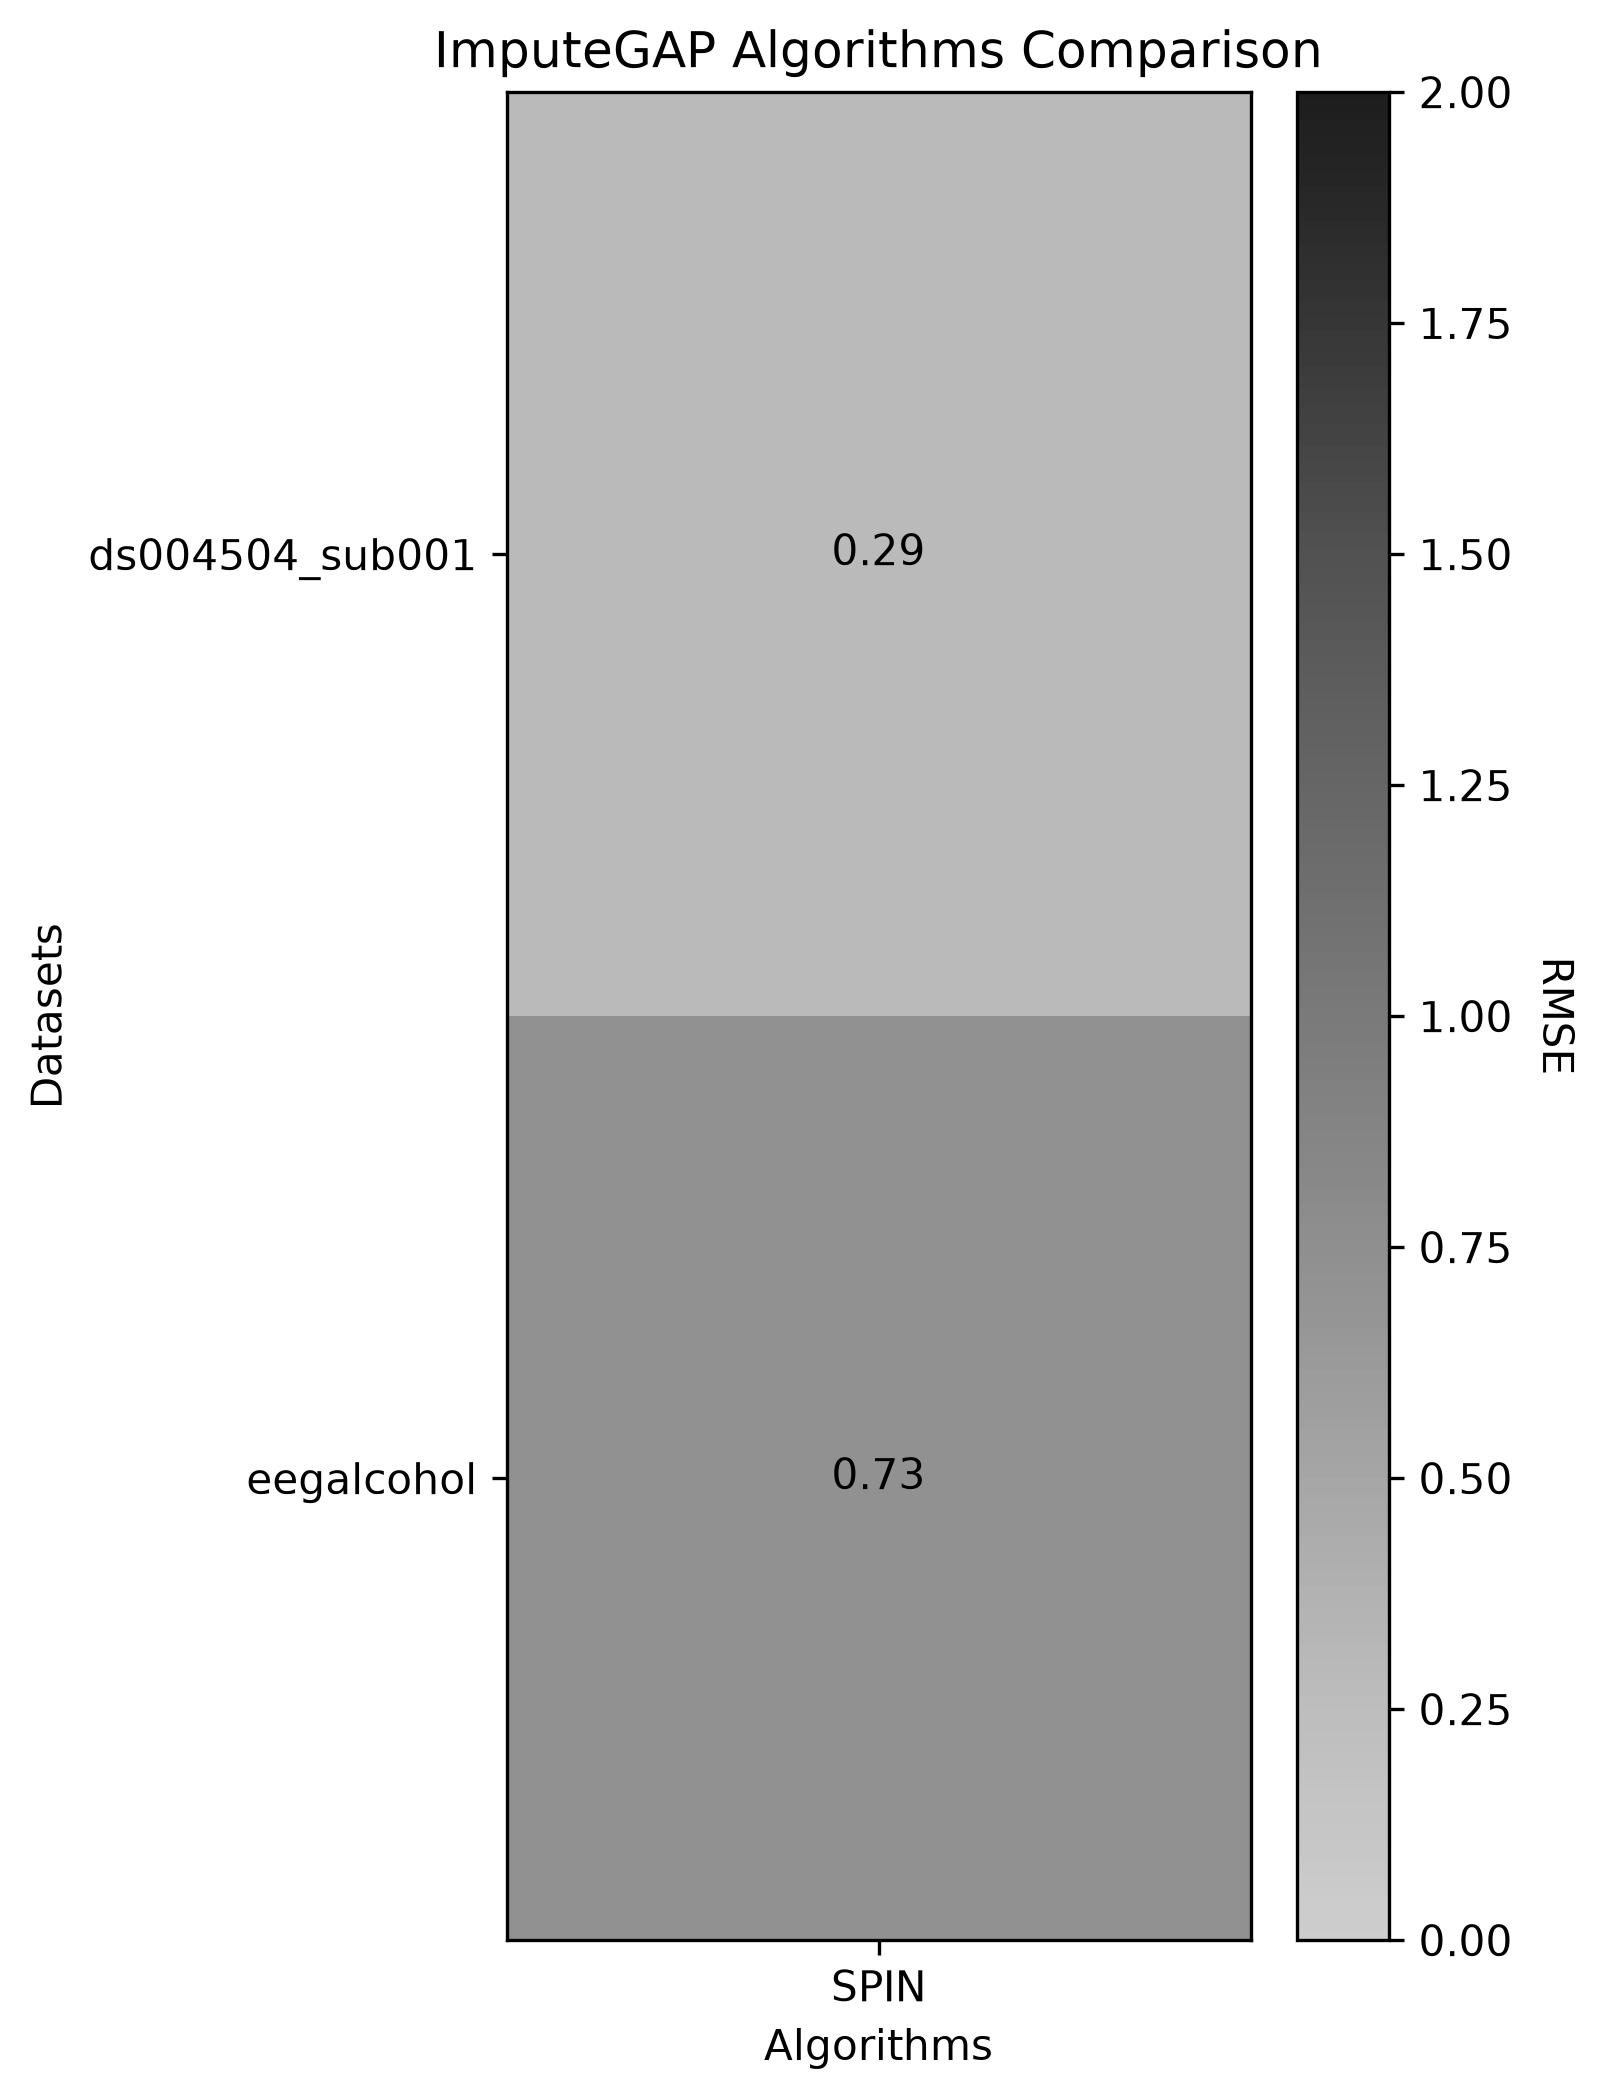 ImputeGAP Algorithms Comparison
Datasets
ds004504_sub001
eegalcohol
0.29
0.73
SPIN
Algorithms
2.00
1.75
1.50
1.25
1.00
0.75
0.50
0.25
0.00
RMSE